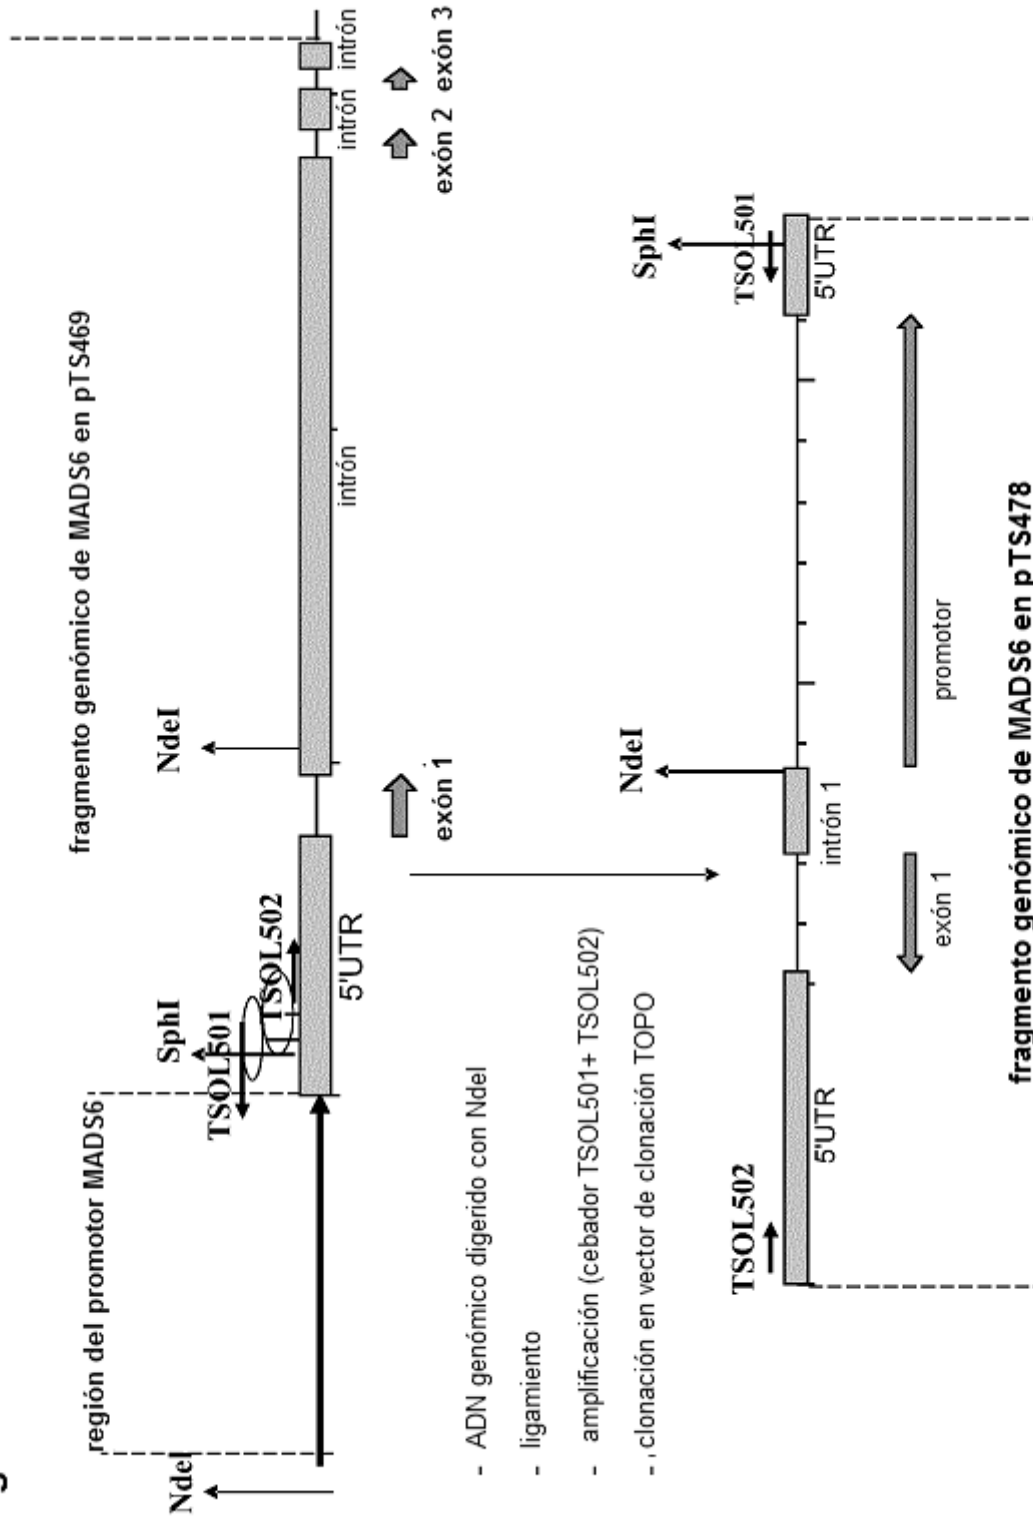 fragmento genómico de MADS6 en pTS469
región del promotor MADS6
NdeI
SphI
TSOL501
TSOL502
NdeI
5'UTR
exón 1
intrón
intrón
intrón
exón 2
exón 3
- ADN genómico digerido con NdeI
- ligamiento
- amplificación (cebador TSOL501+ TSOL502)
- , clonación en vector de clonación TOPO
TSOL502
5'UTR
NdeI
intrón 1
SphI
TSOL501
5'UTR
exón 1
promotor
fragmento genómico de MADS6 en pTS478